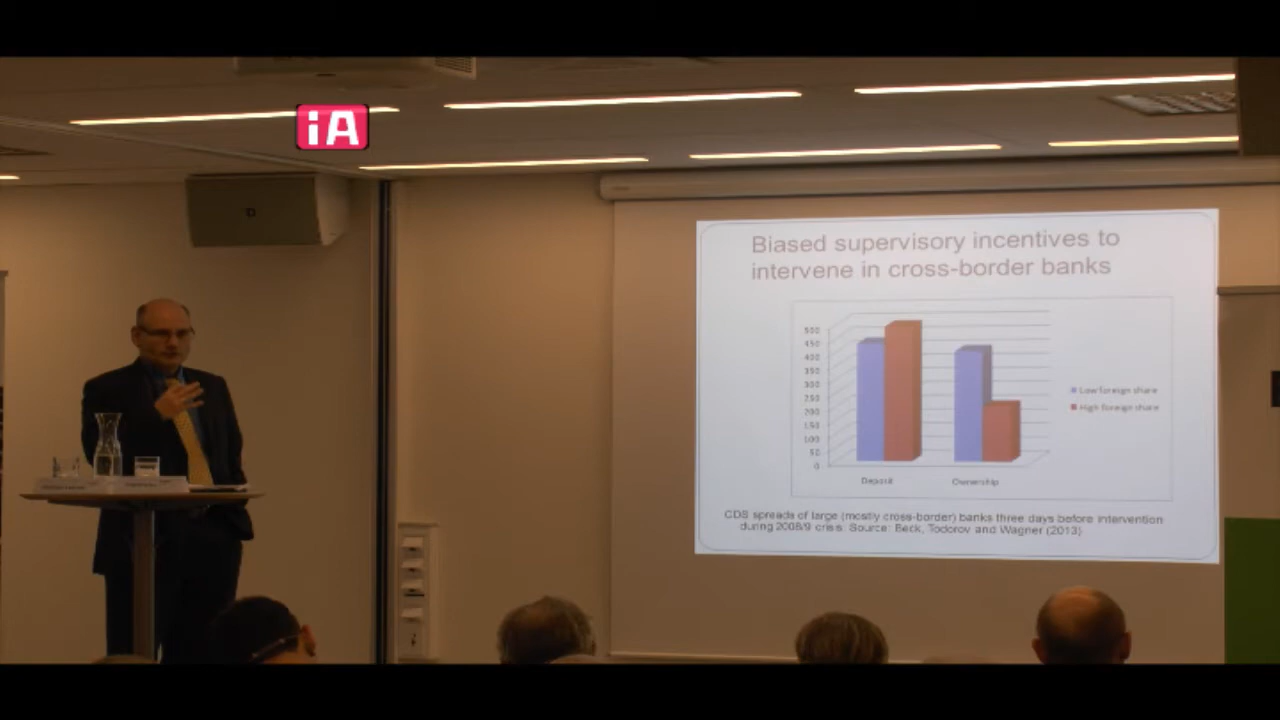 iA
Biased supervisory incentives to
intervene in cross-border banks
500
450
400
350
300
250
200
150
100
50
0
Low foreign share
High foreign share
Deposit
Ownership
CDS spreads of large (mostly cross-border) banks three days before intervention
during 2008/9 crisis. Source: Beck, Todorov and Wagner (2013)